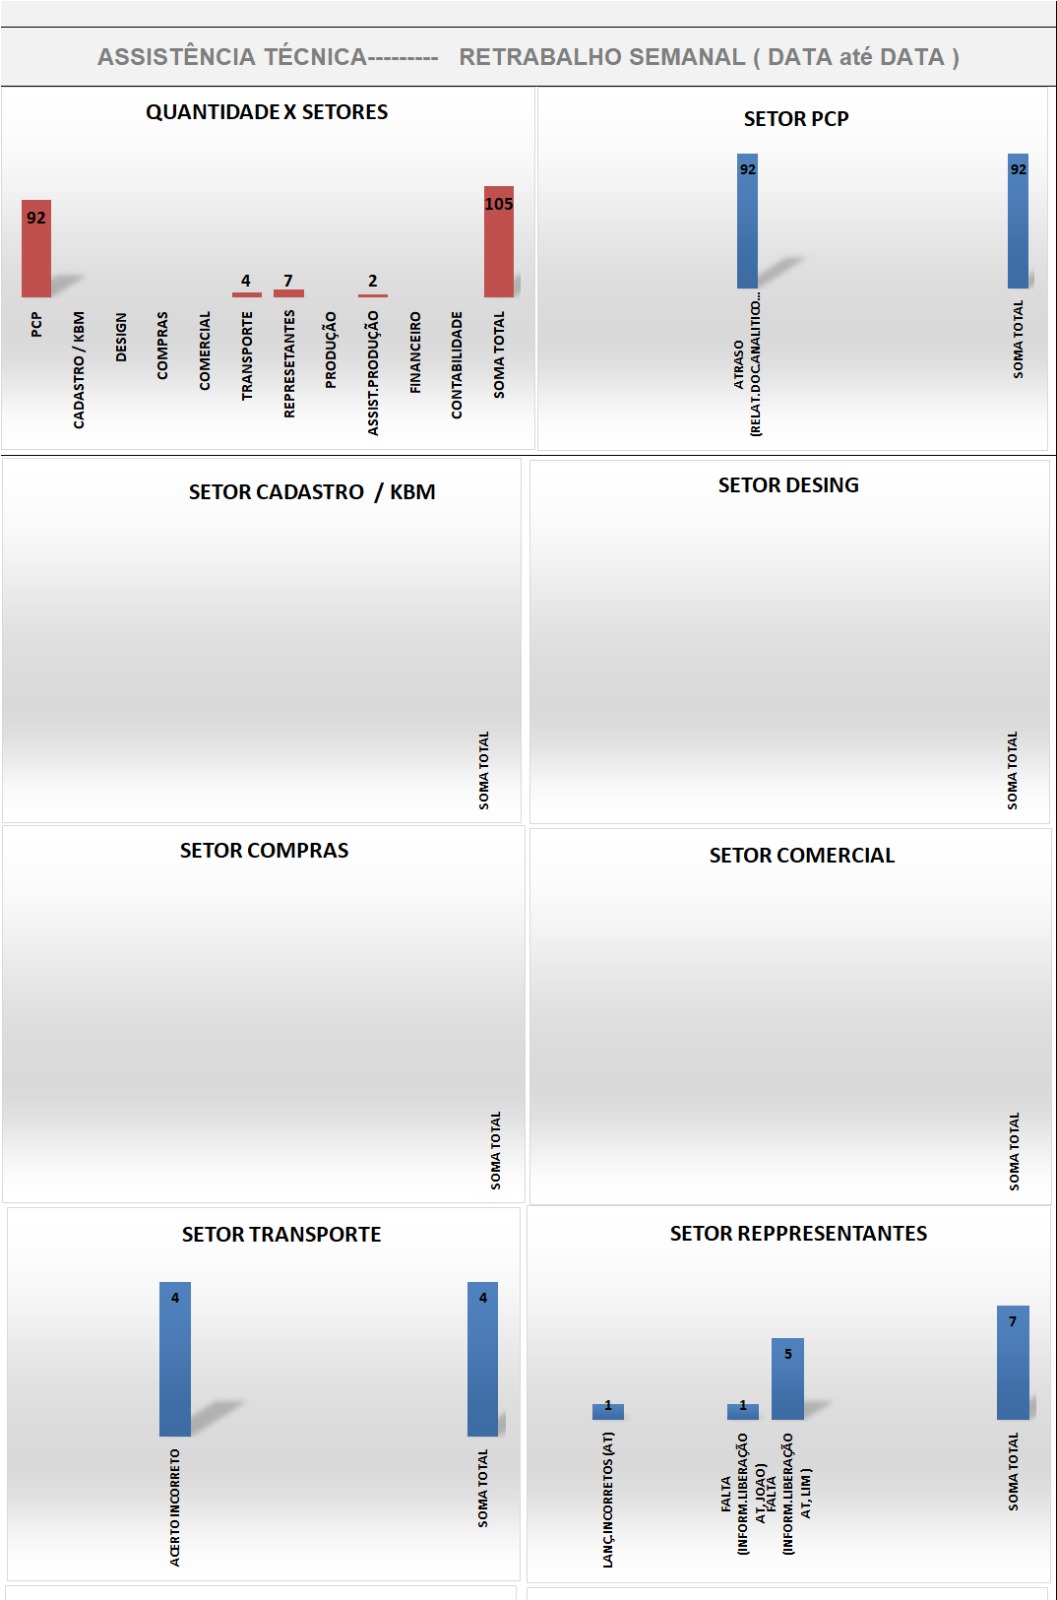 ASSISTÊNCIA TÉCNICA--------- RETRABALHO SEMANAL ( DATA até DATA )
QUANTIDADE X SETORES
92
4
7
2
105
PCP
CADASTRO / KBM
DESIGN
COMPRAS
COMERCIAL
TRANSPORTE
REPRESETANTES
PRODUÇÃO
ASSIST.PRODUÇÃO
FINANCEIRO
CONTABILIDADE
SOMA TOTAL
SETOR PCP
92
92
ATRASO
(RELAT.DOC.ANALITICO...
SOMA TOTAL
SETOR CADASTRO / KBM
SOMA TOTAL
SETOR DESING
SOMA TOTAL
SETOR COMPRAS
SOMA TOTAL
SETOR COMERCIAL
SOMA TOTAL
SETOR TRANSPORTE
4
4
ACERTO INCORRETO
SOMA TOTAL
SETOR REPPRESENTANTES
1
1
5
7
LANÇ.INCORRETOS (AT)
FALTA
(INFORM.LIBERAÇÃO
AT, JOAO)
FALTA
(INFORM.LIBERAÇÃO
AT, LIM )
SOMA TOTAL